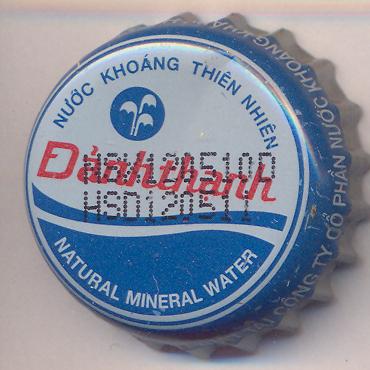 NƯỚC KHOÁNG THIÊN NHIÊN
Đảnhthạnh
HSD120511
NATURAL MINERAL WATER
CÔNG TY CỔ PHẦN NƯỚC KHOÁNG